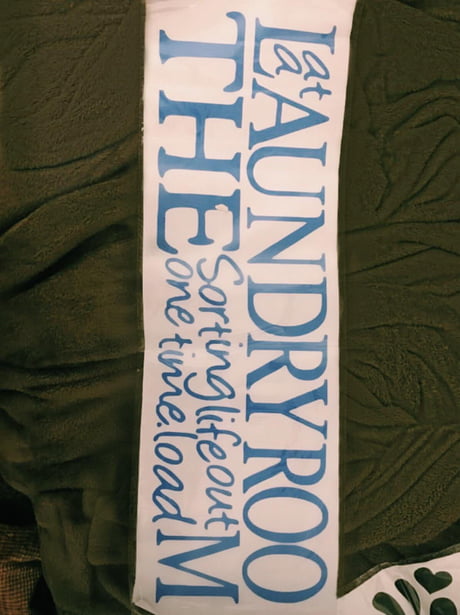 LAUNDRY ROO
at
a
THE
Sorting life out
one time.load
M